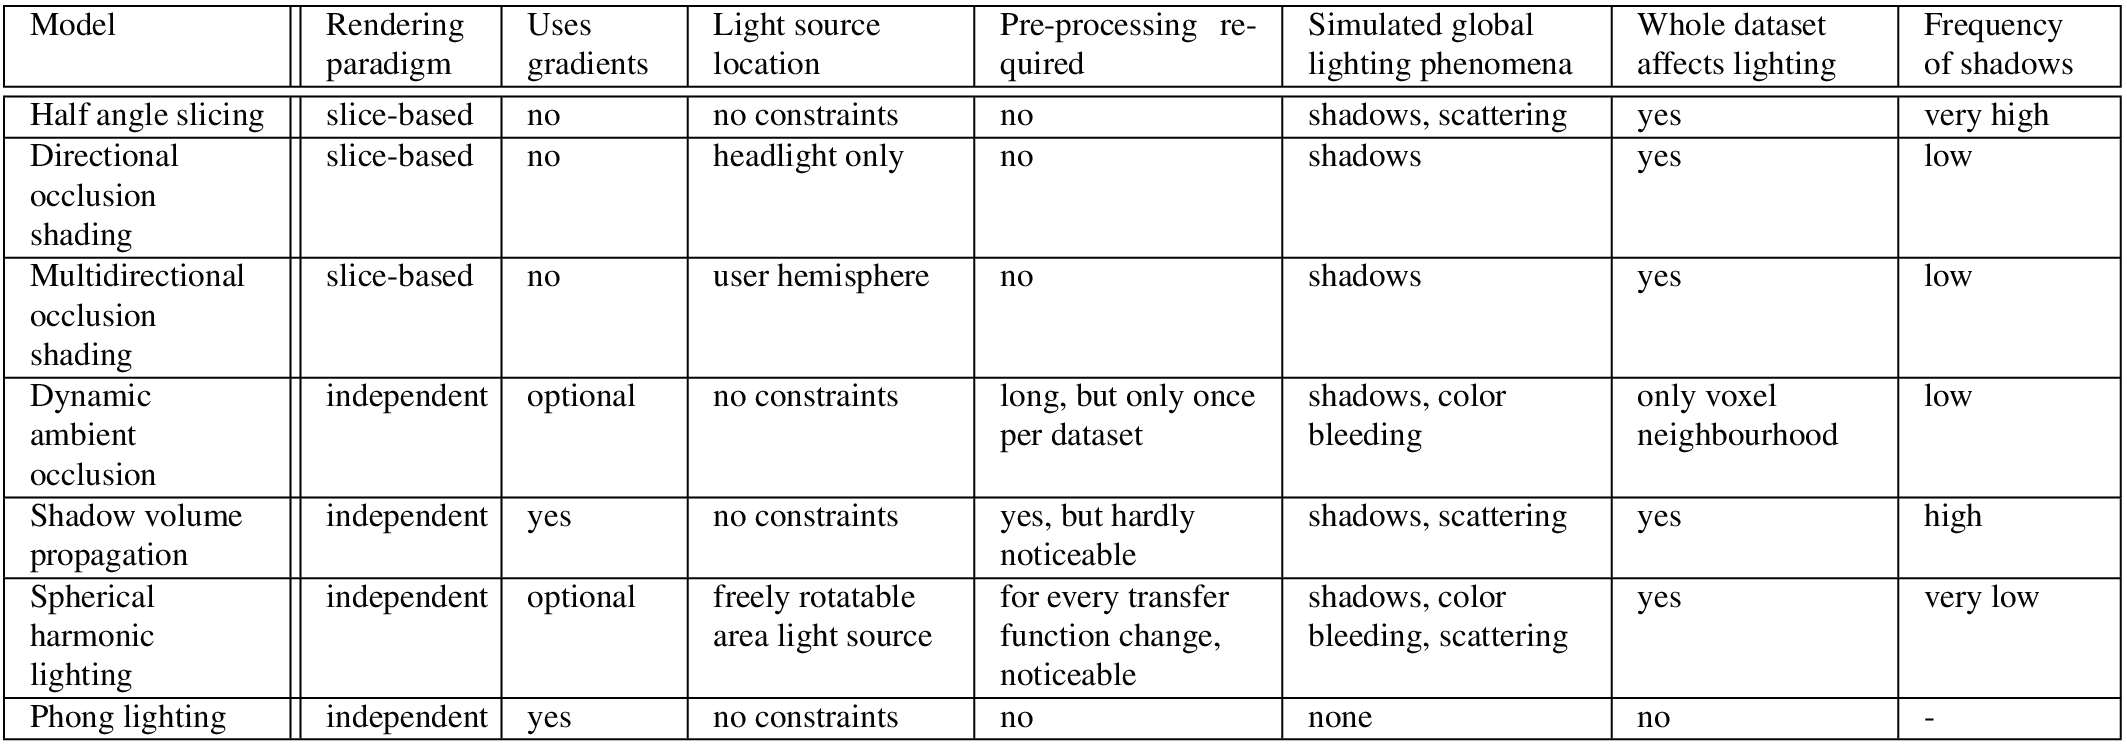 Model
Rendering paradigm
Uses gradients
Light source location
Pre-processing re-
quired
Simulated global lighting phenomena
Whole dataset affects lighting
Frequency of shadows
Half angle slicing
slice-based
no
no constraints
no
shadows, scattering
yes
very high
Directional
occlusion
shading
slice-based
no
headlight only
no
shadows
yes
low
Multidirectional
occlusion
shading
slice-based
no
user hemisphere
no
shadows
yes
low
Dynamic
ambient
occlusion
independent
optional
no constraints
long, but only once
per dataset
shadows, color
bleeding
only voxel
neighbourhood
low
Shadow volume
propagation
independent
yes
no constraints
yes, but hardly
noticeable
shadows, scattering
yes
high
Spherical
harmonic
lighting
independent
optional
freely rotatable
area light source
for every transfer
function change,
noticeable
shadows, color
bleeding, scattering
yes
very low
Phong lighting
independent
yes
no constraints
no
none
no
-